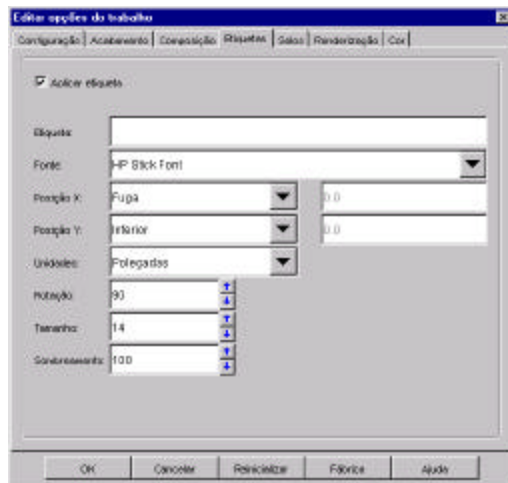 Editar opções do trabalho
Configuração Acabamento Composição Etiquetas Selos Renderização Cor
Aplicar etiqueta
Etiqueta:
Fonte: HP Stick Font
Posição X: Fuga 0.0
Posição Y: Inferior 0.0
Unidades: Polegadas
Rotação: 90
Tamanho: 14
Sombreamento: 100
OK Cancelar Reinicializar Fábrica Ajuda